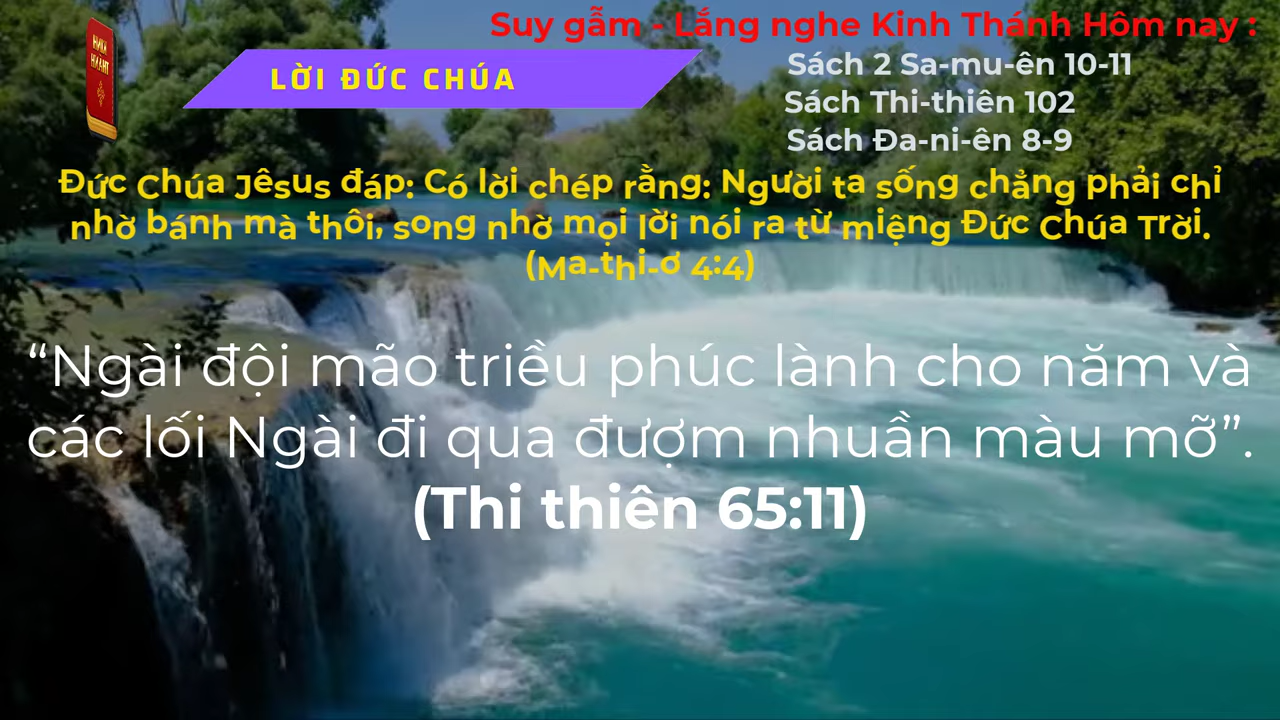 Suy gẫm - Lắng nghe Kinh Thánh Hôm nay :
KINH
THÁNH
LỜI ĐỨC CHÚA
Sách 2 Sa-mu-ên 10-11
Sách Thi-thiên 102
Sách Đa-ni-ên 8-9
Đức Chúa Jêsus đáp: Có lời chép rằng: Người ta sống chẳng phải chỉ
nhờ bánh mà thôi, song nhờ mọi lời nói ra từ miệng Đức Chúa Trời.
(Ma-thi-ơ 4:4)
“Ngài đội mão triều phúc lành cho năm và
các lối Ngài đi qua đượm nhuần màu mỡ”.
(Thi thiên 65:11)